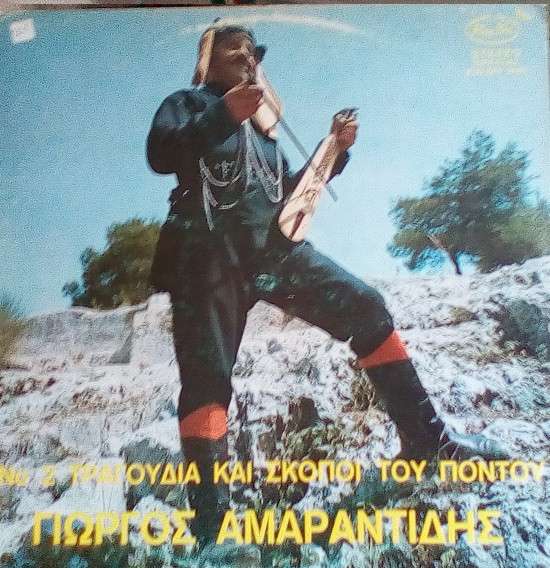 No 2 ΤΡΑΓΟΥΔΙΑ ΚΑΙ ΣΚΟΠΟΙ ΤΟΥ ΠΟΝΤΟΥ
ΓΙΩΡΓΟΣ ΑΜΑΡΑΝΤΙΔΗΣ